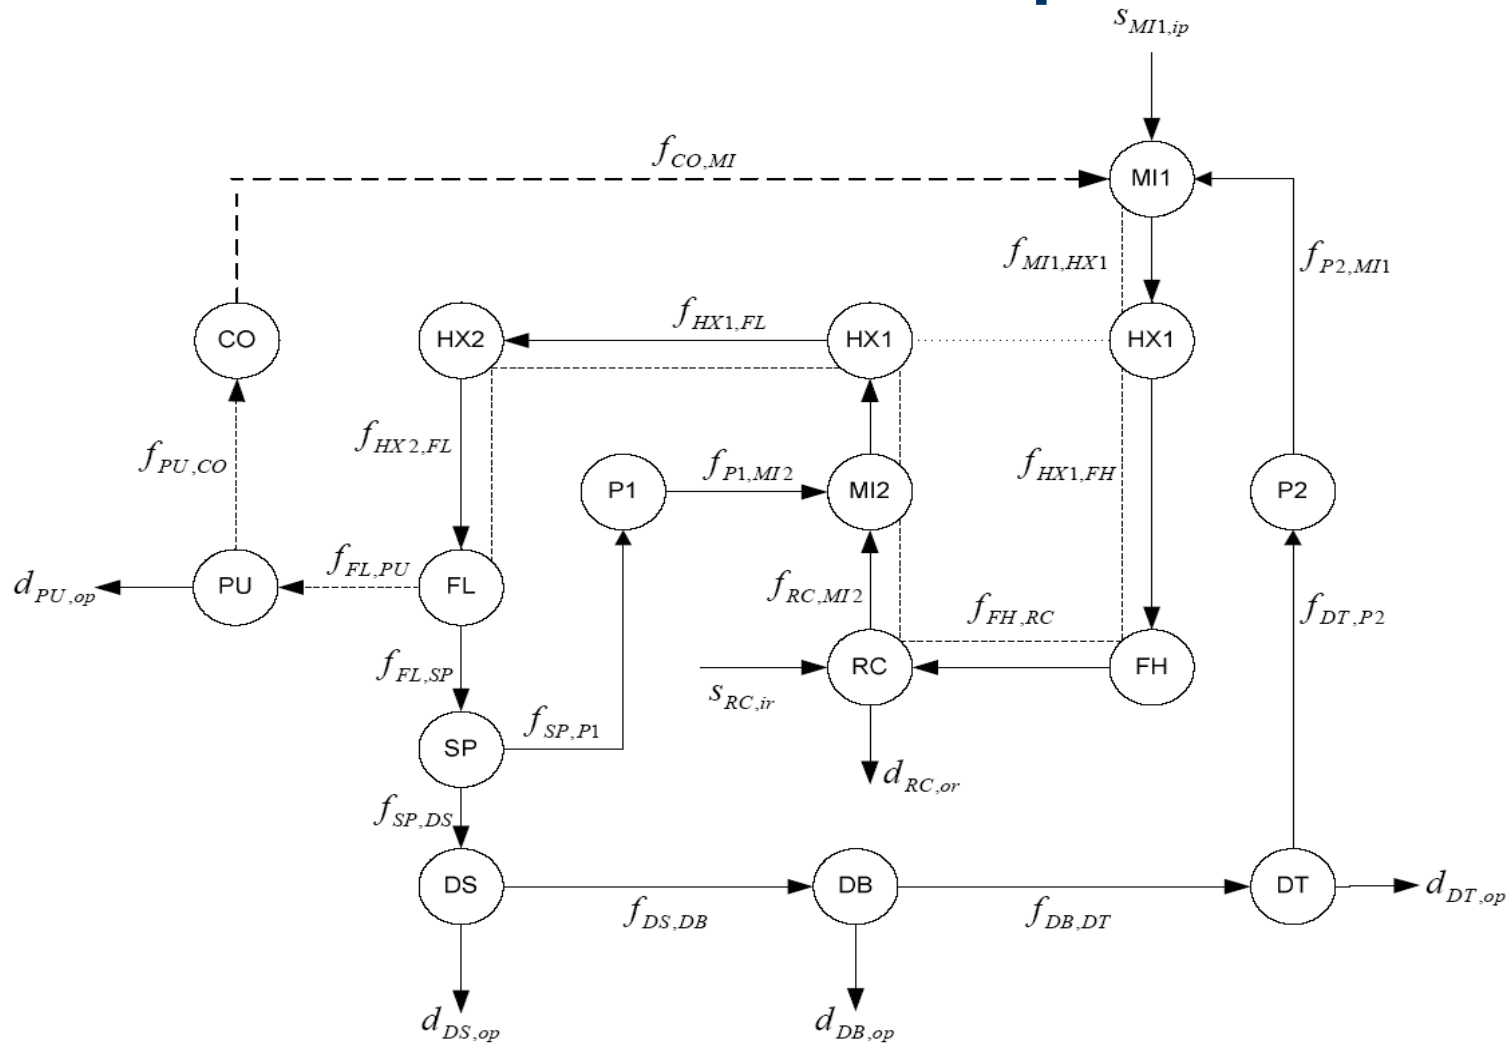 s_{MI1,ip}
f_{CO,MI}
MI1
f_{MI1,HX1}
f_{P2,MI1}
CO
HX2
f_{HX1,FL}
HX1
HX1
f_{PU,CO}
f_{HX2,FL}
P1
f_{P1,MI2}
MI2
f_{HX1,FH}
P2
d_{PU,op}
PU
f_{FL,PU}
FL
f_{RC,MI2}
f_{FH,RC}
f_{DT,P2}
f_{FL,SP}
s_{RC,ir}
RC
FH
SP
f_{SP,P1}
d_{RC,or}
f_{SP,DS}
DS
f_{DS,DB}
DB
f_{DB,DT}
DT
d_{DT,op}
d_{DS,op}
d_{DB,op}